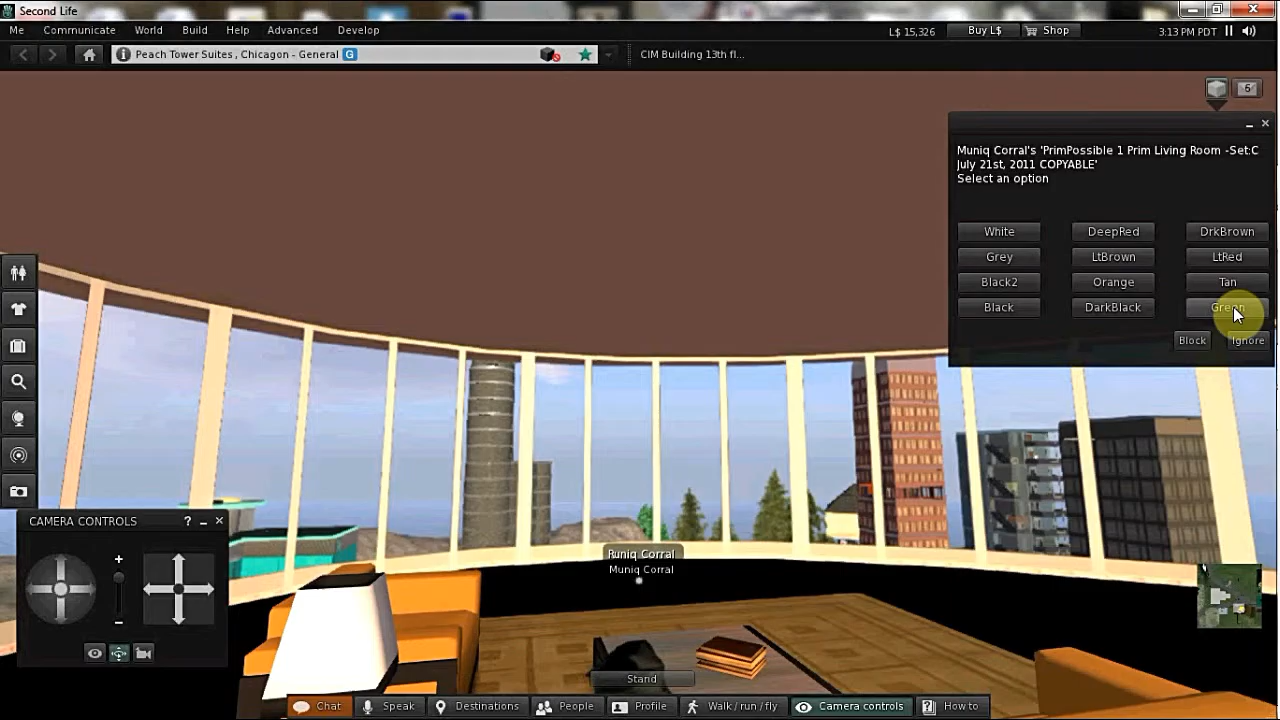 Second Life
Me Communicate World Build Help Advanced Develop L$ 15,326 Buy L$ Shop 3:13 PM PDT
Peach Tower Suites , Chicagon - General G CIM Building 13th fl...
6
Muniq Corral's 'PrimPossible 1 Prim Living Room -Set:C
July 21st, 2011 COPYABLE'
Select an option
White DeepRed DrkBrown
Grey LtBrown LtRed
Black2 Orange Tan
Black DarkBlack Green
Block Ignore
CAMERA CONTROLS ?
Runiq Corral
Muniq Corral
Stand
Chat Speak Destinations People Profile Walk / run / fly Camera controls How to